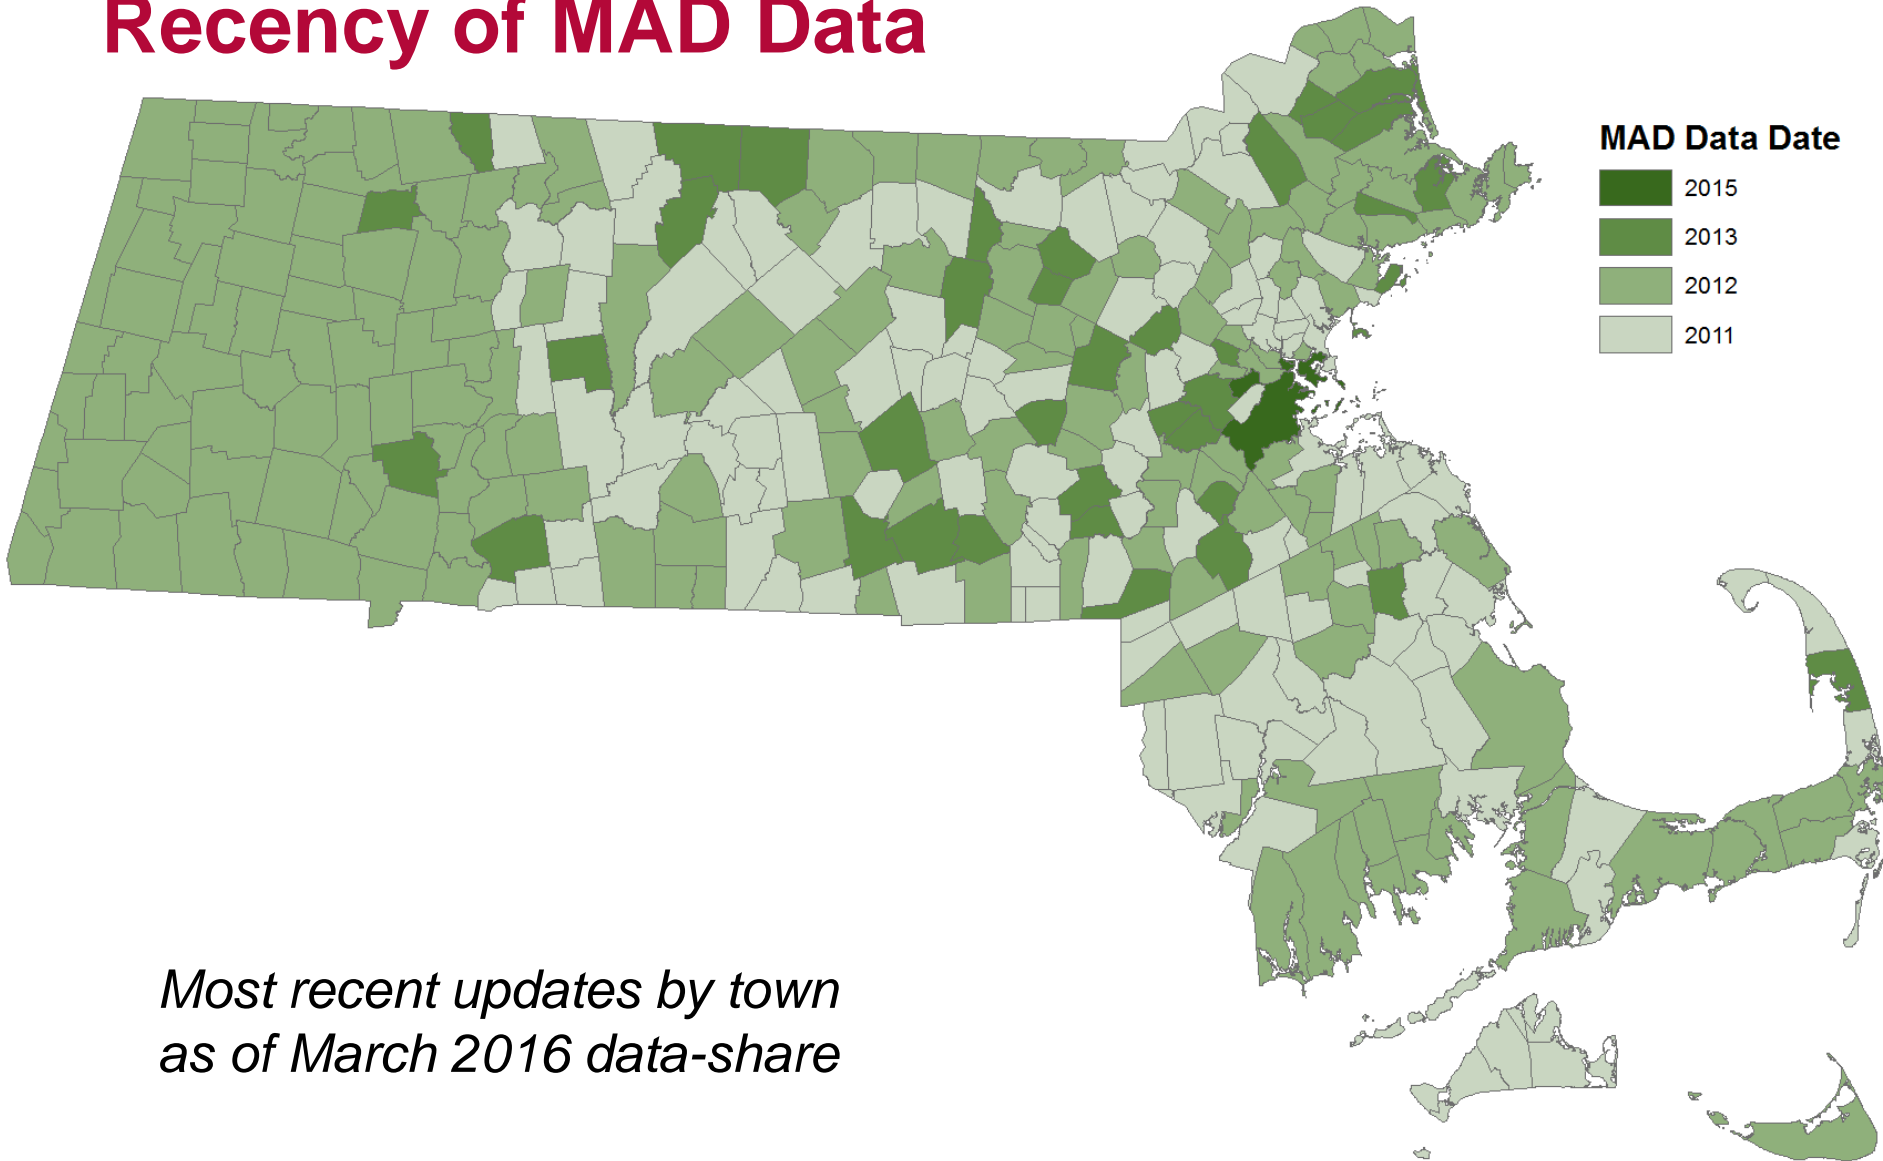 Recency of MAD Data
MAD Data Date
2015
2013
2012
2011
Most recent updates by town
as of March 2016 data-share